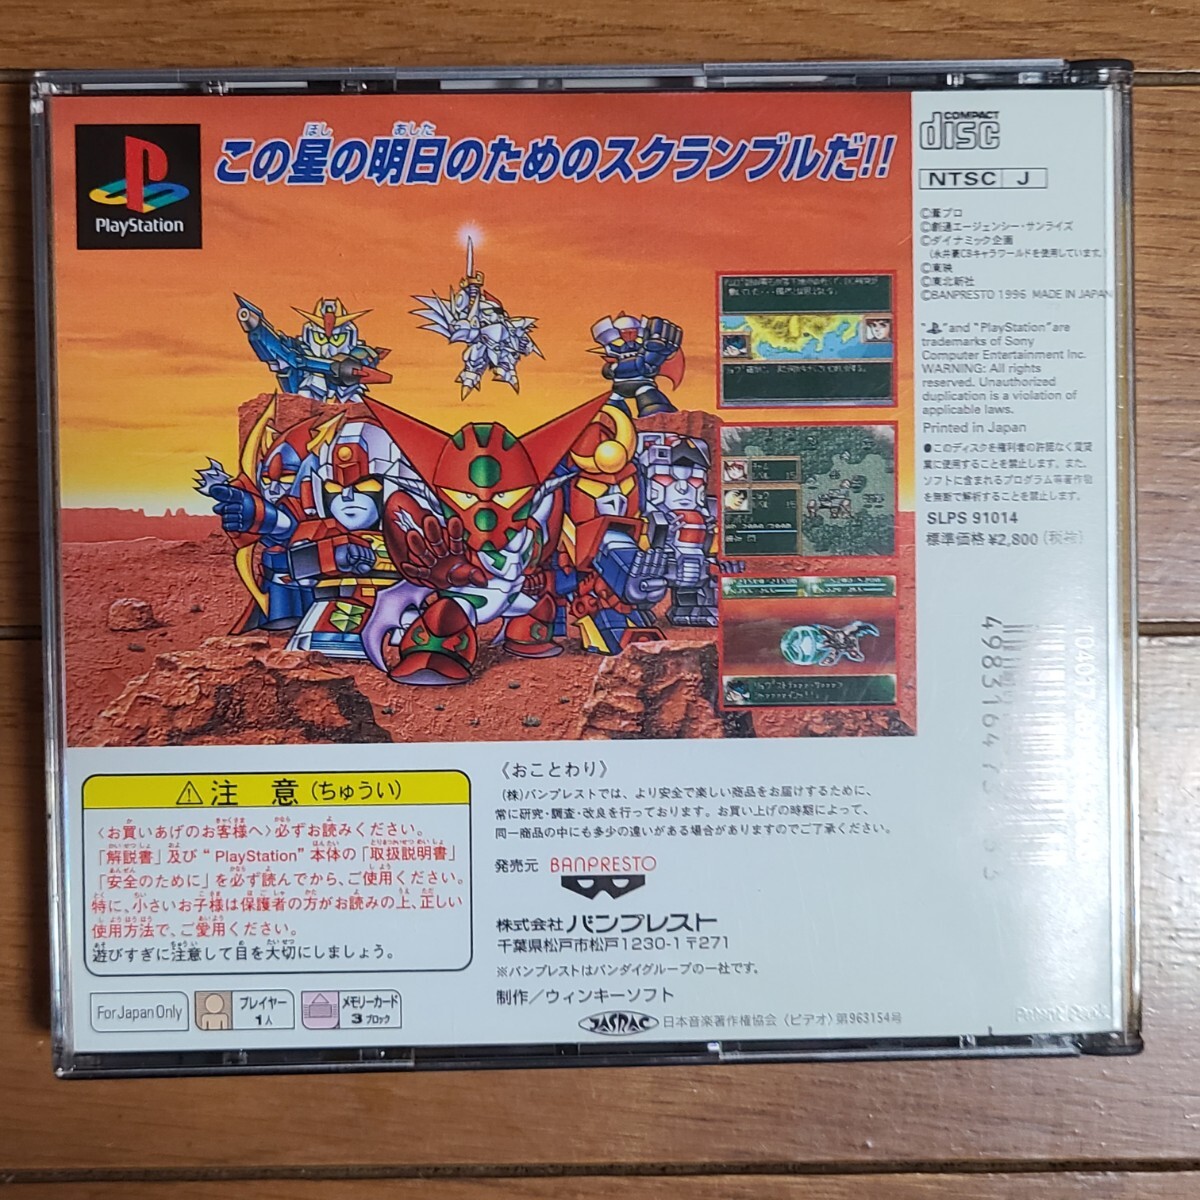 この星の明日のためのスクランブルだ!!
ほし あした
PlayStation
COMPACT
disc
NTSC J
©葦プロ
©創通エージェンシー・サンライズ
©ダイナミック企画
(永井豪CBキャラワールドを使用しています。)
©東映
©東北新社
©BANPRESTO 1996 MADE IN JAPAN
" "and "PlayStation"are
trademarks of Sony
Computer Entertainment Inc.
WARNING: All rights
reserved. Unauthorized
duplication is a violation of
applicable laws.
Printed in Japan
●このディスクを権利者の許諾なく賃貸
業に使用することを禁止します。また、
ソフトに含まれるプログラム等著作物
を無断で解析することを禁止します。
SLPS 91014
標準価格¥2,800(税抜)
⚠注 意(ちゅうい)
〈お買いあげのお客様へ〉必ずお読みください。
「解説書」及び“PlayStation”本体の「取扱説明書」
「安全のために」を必ず読んでから、ご使用ください。
特に、小さいお子様は保護者の方がお読みの上、正しい
使用方法で、ご愛用ください。
遊びすぎに注意して目を大切にしましょう。
For Japan Only
プレイヤー
1人
メモリーカード
3ブロック
《おことわり》
(株)バンプレストでは、より安全で楽しい商品をお届けするために、
常に研究・調査・改良を行っております。お買い上げの時期によって、
同一商品の中にも多少の違いがある場合がありますのでご了承ください。
発売元 BANPRESTO
株式会社バンプレスト
千葉県松戸市松戸1230-1〒271
※バンプレストはバンダイグループの一社です。
制作/ウィンキーソフト
JASRAC 日本音楽著作権協会〈ビデオ〉第963154号